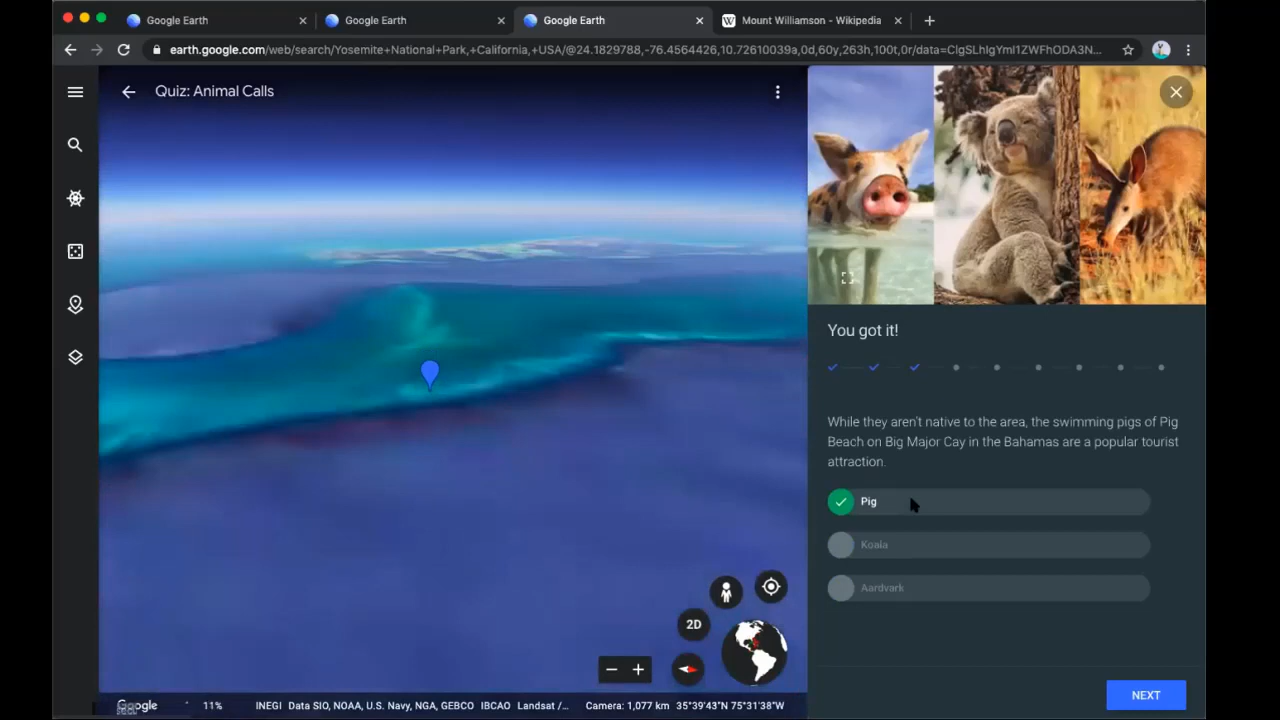 Google Earth
Google Earth
Google Earth
W Mount Williamson - Wikipedia
earth.google.com/web/search/Yosemite+National+Park,+California,+USA/@24.1829788,-76.4564426,10.72610039a,0d,60y,263h,100t,0r/data=CIgSLhIgYmI1ZWFhODA3N...
Quiz: Animal Calls
You got it!
While they aren't native to the area, the swimming pigs of Pig
Beach on Big Major Cay in the Bahamas are a popular tourist
attraction.
Pig
Koala
Aardvark
2D
NEXT
Google
11%
INEGI Data SIO, NOAA, U.S. Navy, NGA, GEBCO IBCAO Landsat /...
Camera: 1,077 km 35°39'43"N 75°31'38"W